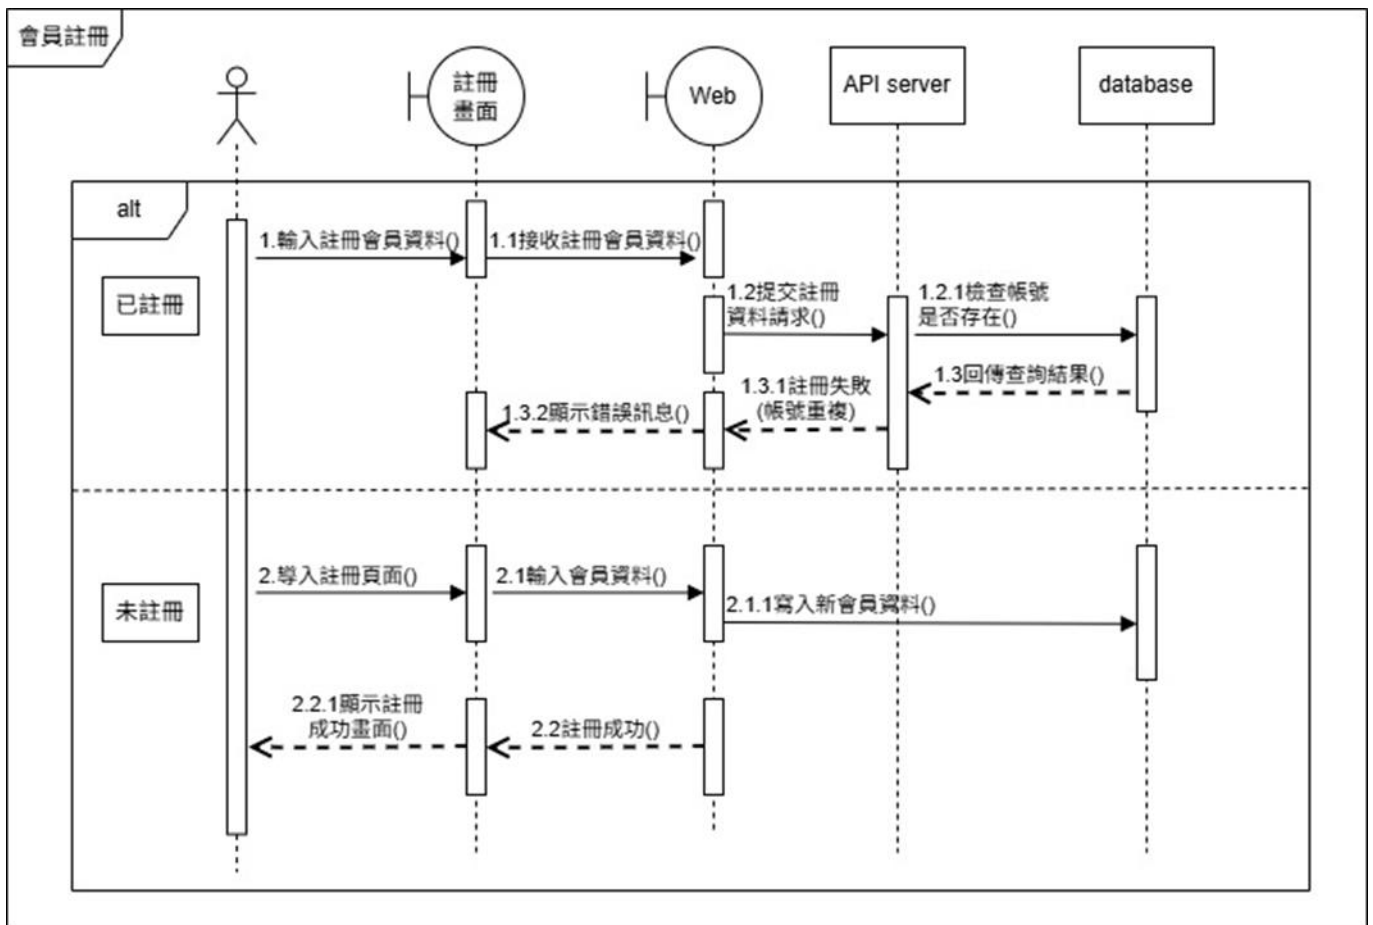 會員註冊
註冊
畫面
Web
API server
database
alt
1.輸入註冊會員資料()
1.1接收註冊會員資料()
已註冊
1.2提交註冊
資料請求()
1.2.1檢查帳號
是否存在()
1.3回傳查詢結果()
1.3.1註冊失敗
(帳號重複)
1.3.2顯示錯誤訊息()
未註冊
2.導入註冊頁面()
2.1輸入會員資料()
2.1.1寫入新會員資料()
2.2.1顯示註冊
成功畫面()
2.2註冊成功()